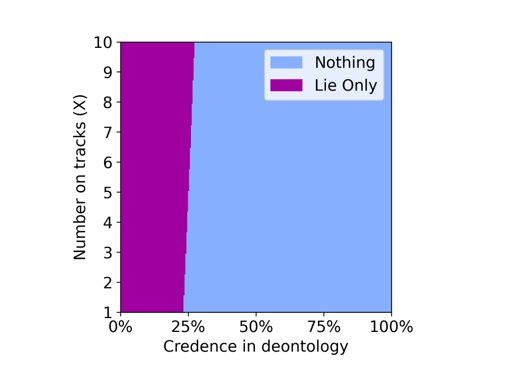 10
9
8
7
6
5
4
3
2
1
Number on tracks (X)
Nothing
Lie Only
0% 25% 50% 75% 100%
Credence in deontology